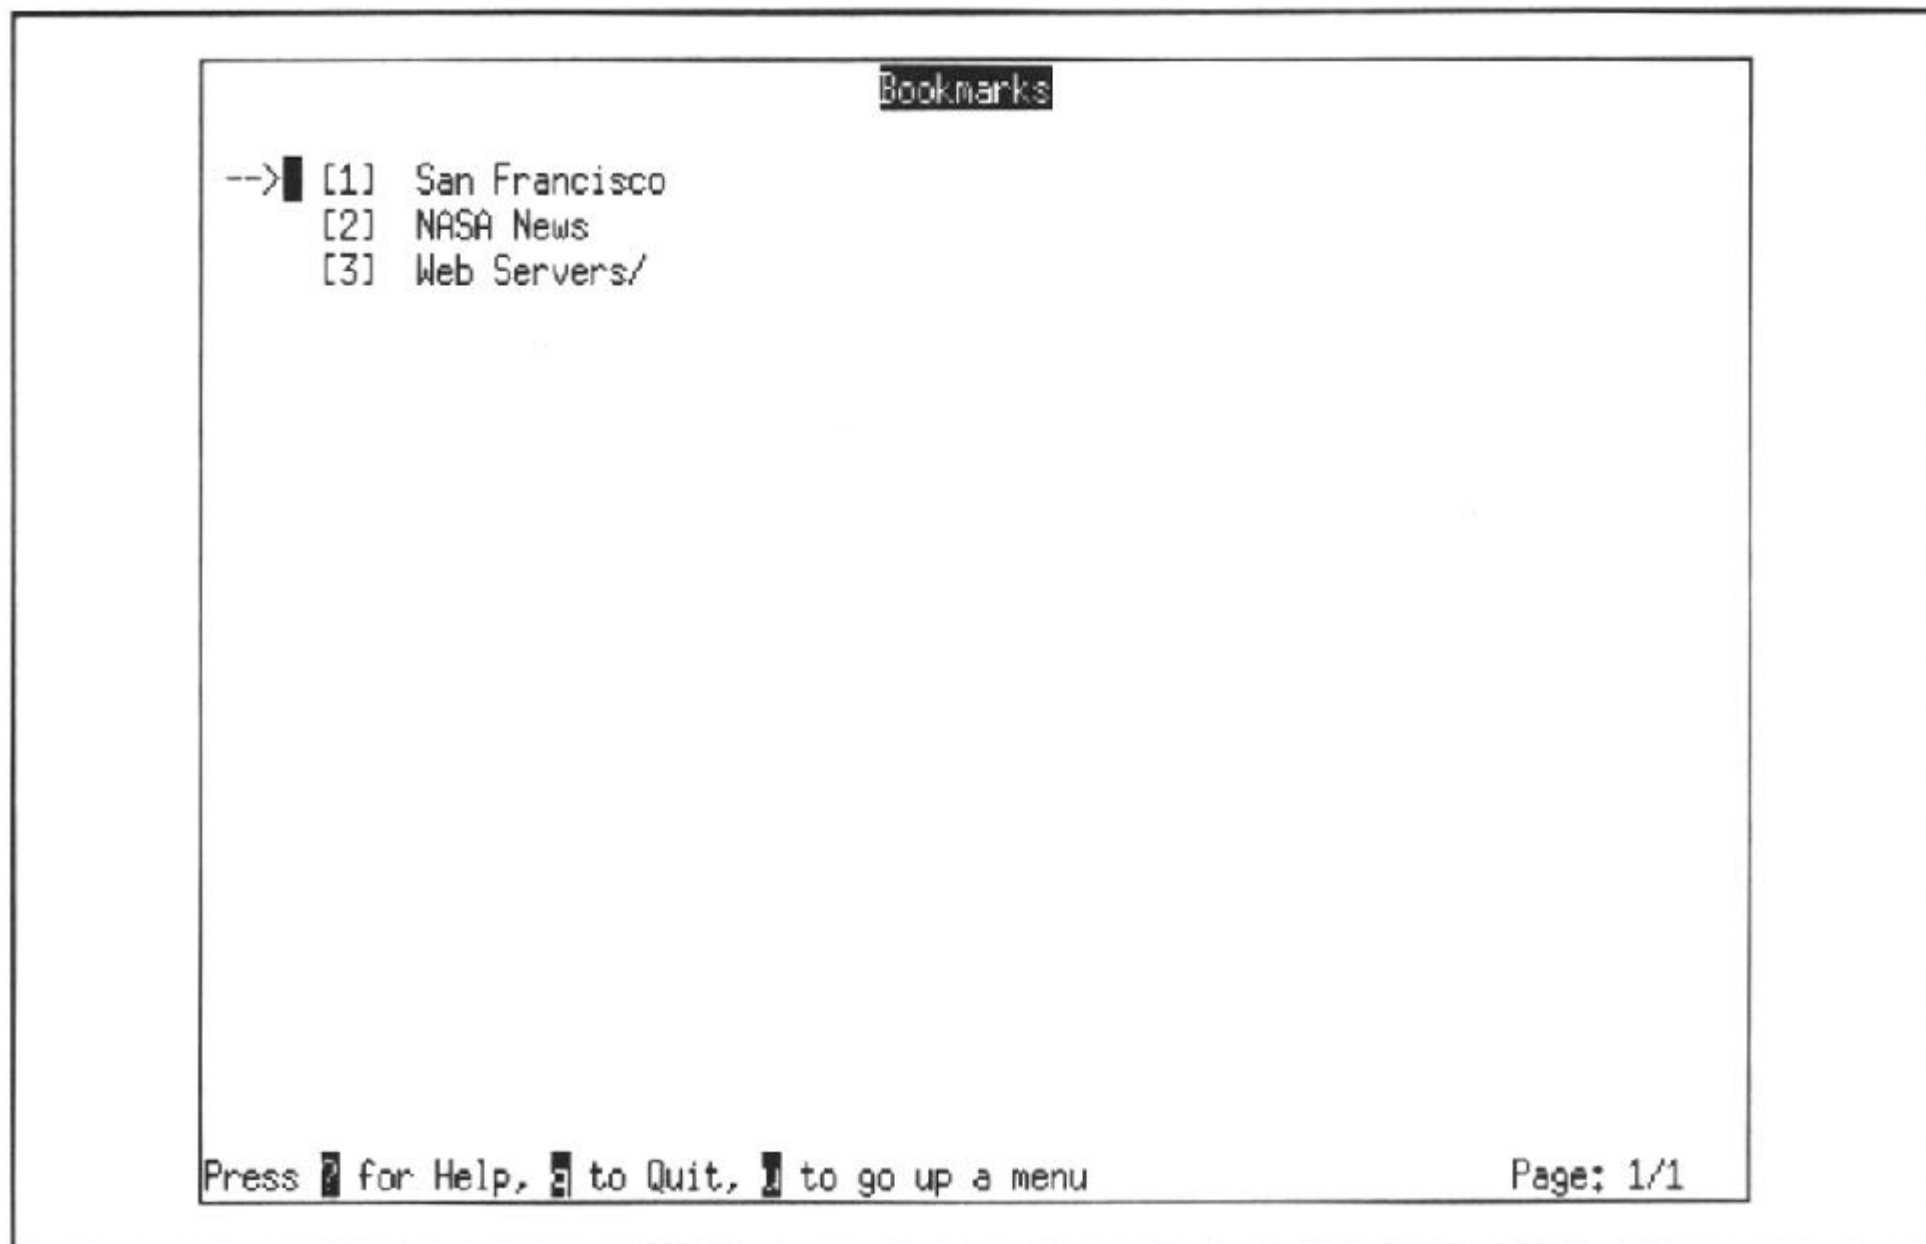 Bookmarks
--> [1] San Francisco
[2] NASA News
[3] Web Servers/
Press ? for Help, q to Quit, u to go up a menu Page: 1/1